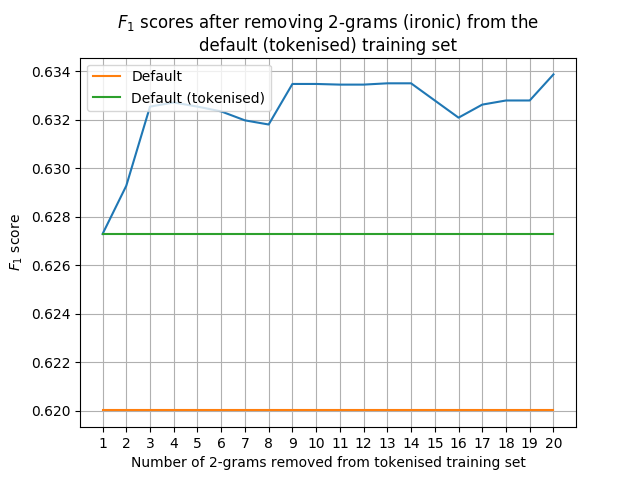 F₁ scores after removing 2-grams (ironic) from the
default (tokenised) training set
0.634
0.632
0.630
0.628
0.626
0.624
0.622
0.620
F₁ score
Default
Default (tokenised)
1 2 3 4 5 6 7 8 9 10 11 12 13 14 15 16 17 18 19 20
Number of 2-grams removed from tokenised training set